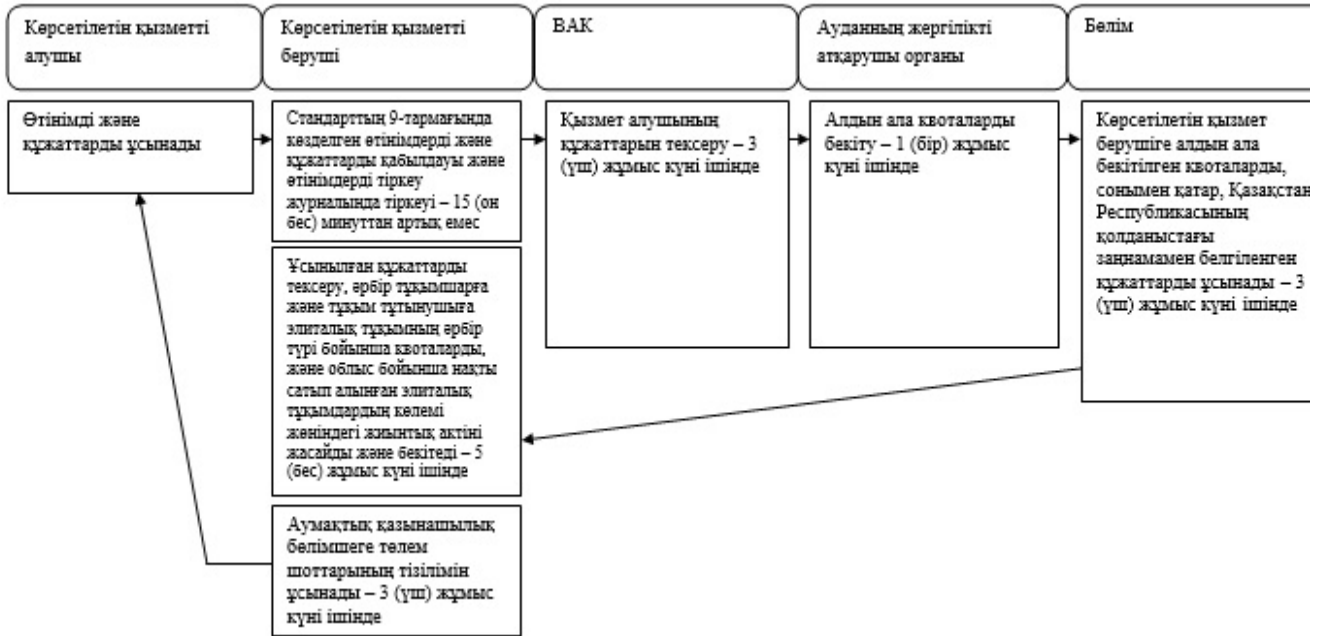 Көрсетілетін қызметті
алушы
Көрсетілетін қызметті
беруші
ВАК
Ауданның жергілікті
атқарушы органы
Бөлім
Өтінімді және
құжаттарды ұсынады
Стандарттың 9-тармағында
көзделген өтінімдерді және
құжаттарды қабылдауы және
өтінімдерді тіркеу
журналында тіркеуі – 15 (он
бес) минуттан артық емес
Қызмет алушының
құжаттарын тексеру – 3
(үш) жұмыс күні ішінде
Алдын ала квоталарды
бекіту – 1 (бір) жұмыс
күні ішінде
Көрсетілетін қызмет
берушіге алдын ала
бекітілген квоталарды,
сонымен қатар, Қазақстан
Республикасының
қолданыстағы
заңнамамен белгіленген
құжаттарды ұсынады – 3
(үш) жұмыс күні ішінде
Ұсынылған құжаттарды
тексеру, әрбір тұқымшарға
және тұқым тұтынушыға
элиталық тұқымның әрбір
түрі бойынша квоталарды,
және облыс бойынша нақты
сатып алынған элиталық
тұқымдардың көлемі
жөніндегі жиынтық актіні
жасайды және бекітеді – 5
(бес) жұмыс күні ішінде
Аумақтық қазынашылық
бөлімшеге төлем
шоттарының тізілімін
ұсынады – 3 (үш) жұмыс
күні ішінде